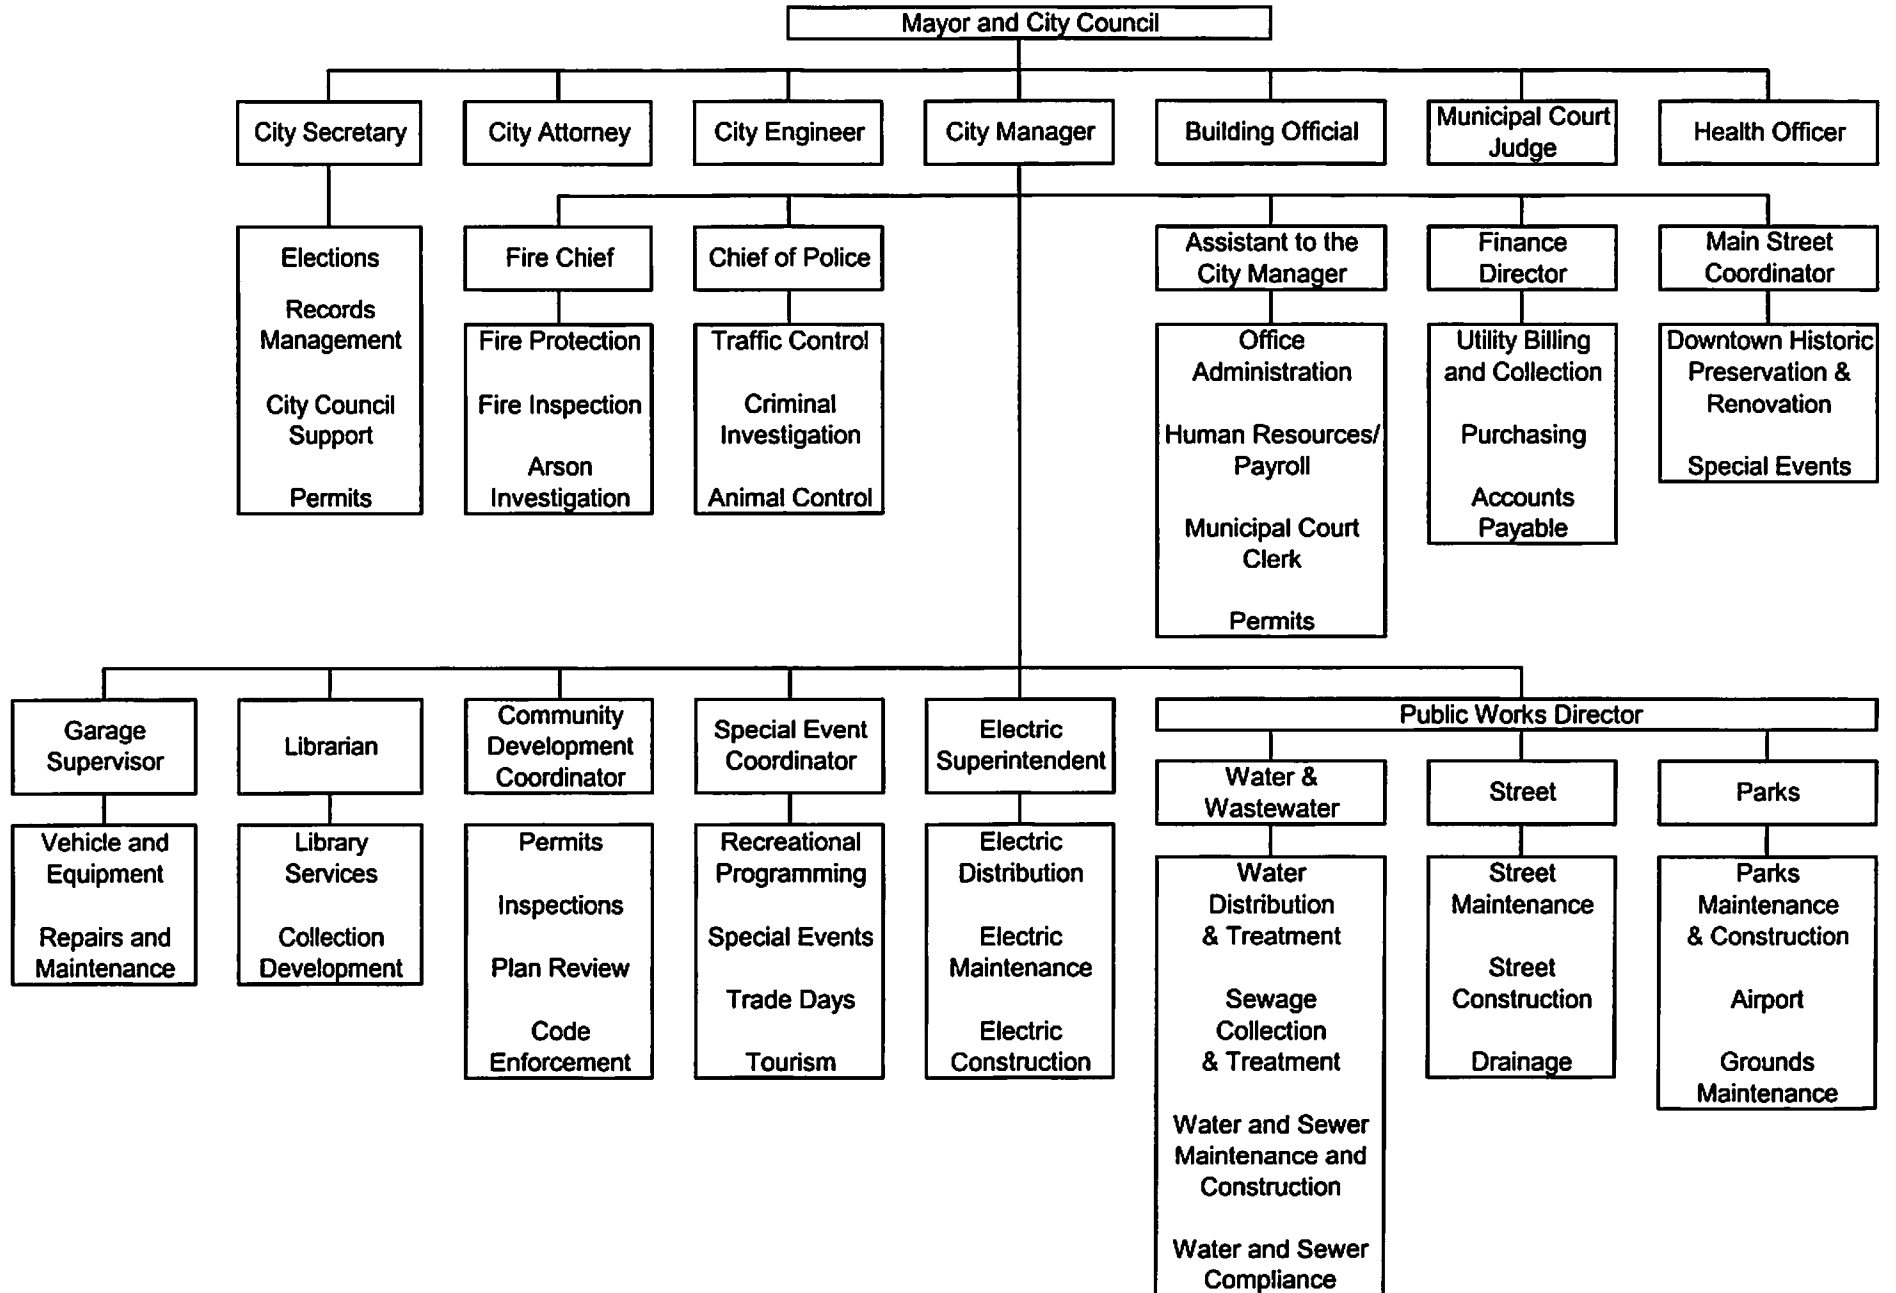 Mayor and City Council
City Secretary
City Attorney
City Engineer
City Manager
Building Official
Municipal Court
Judge
Health Officer
Elections
Records
Management
City Council
Support
Permits
Fire Chief
Fire Protection
Fire Inspection
Arson
Investigation
Chief of Police
Traffic Control
Criminal
Investigation
Animal Control
Assistant to the
City Manager
Office
Administration
Human Resources/
Payroll
Municipal Court
Clerk
Permits
Finance
Director
Utility Billing
and Collection
Purchasing
Accounts
Payable
Main Street
Coordinator
Downtown Historic
Preservation &
Renovation
Special Events
Garage
Supervisor
Vehicle and
Equipment
Repairs and
Maintenance
Librarian
Library
Services
Collection
Development
Community
Development
Coordinator
Permits
Inspections
Plan Review
Code
Enforcement
Special Event
Coordinator
Recreational
Programming
Special Events
Trade Days
Tourism
Electric
Superintendent
Electric
Distribution
Electric
Maintenance
Electric
Construction
Public Works Director
Water &
Wastewater
Water
Distribution
& Treatment
Sewage
Collection
& Treatment
Water and Sewer
Maintenance and
Construction
Water and Sewer
Compliance
Street
Street
Maintenance
Street
Construction
Drainage
Parks
Parks
Maintenance
& Construction
Airport
Grounds
Maintenance